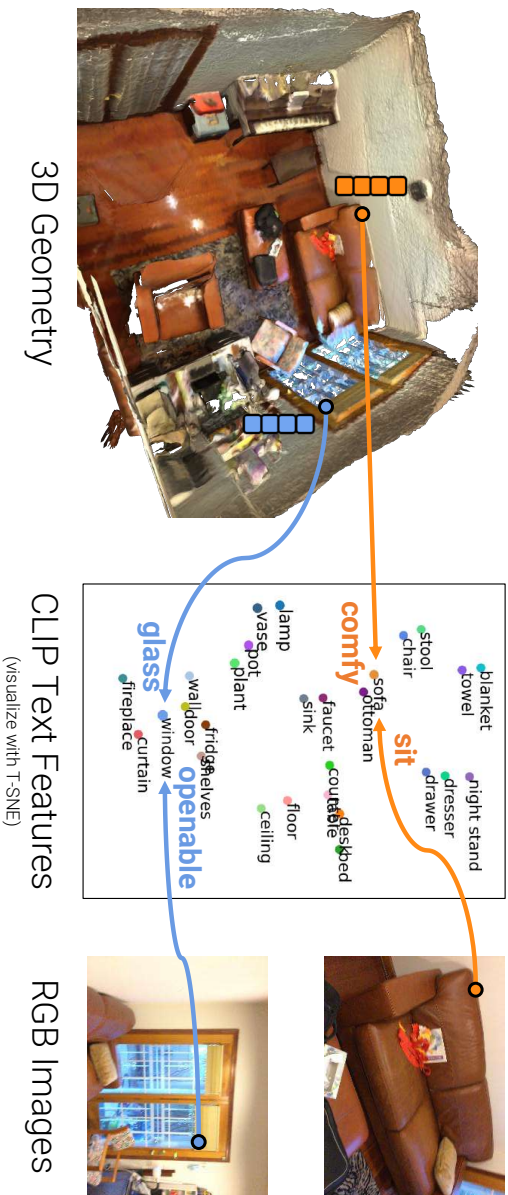 blanket
towel
night stand
dresser
drawer
stool
chair
sit
sofa
ottoman
comfy
desk
bed
counter
table
faucet
sink
floor
lamp
ceiling
vase
pot
plant
fridge
shelves
wall
door
openable
window
glass
curtain
fireplace
3D Geometry
CLIP Text Features
(visualize with T-SNE)
RGB Images